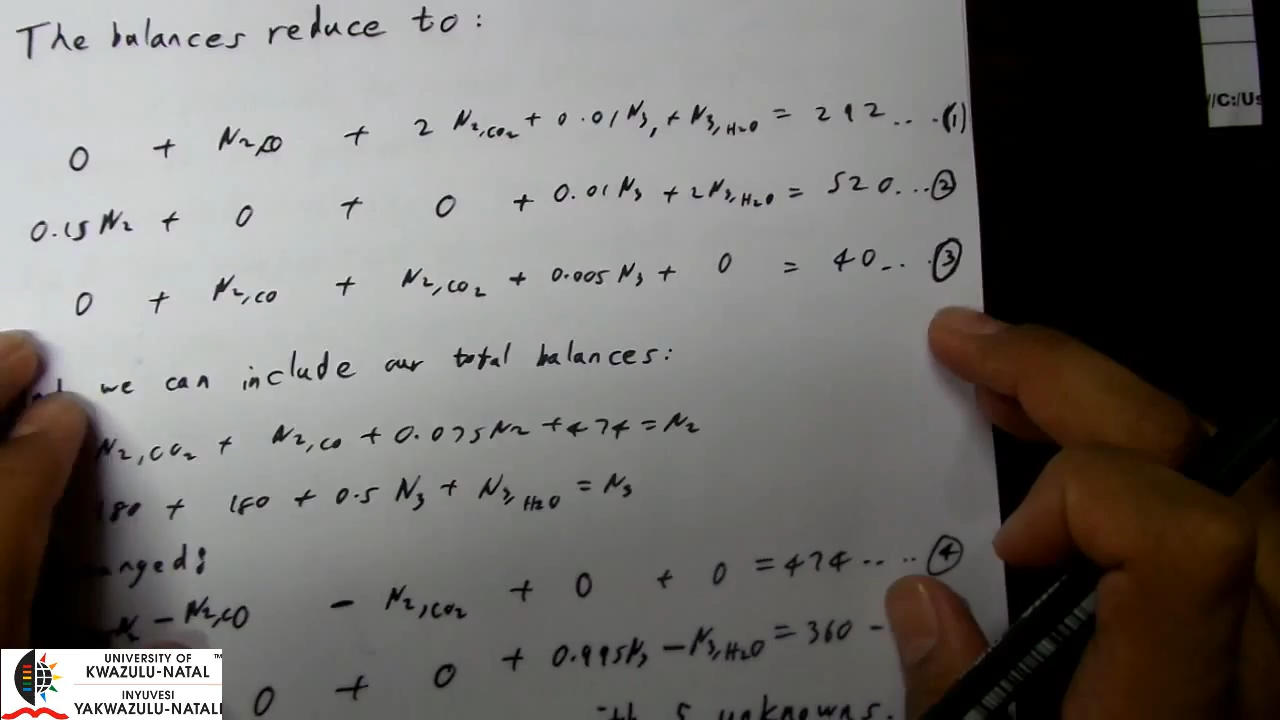 The balances reduce to:
//C:/Us
0 + N2,CO + 2 N2,CO2 + 0.01 N3, + N3,H2O = 292 ... (1)
0.15 N2 + 0 + 0 + 0.01 N3 + 2 N3,H2O = 520 ... ②
0 + N2,CO + N2,CO2 + 0.005 N3 + 0 = 40 ... ③
we can include our total balances:
N2,CO2 + N2,CO + 0.075 N2 + 474 = N2
180 + 180 + 0.5 N3 + N3,H2O = N3
anged:
- N2,CO - N2,CO2 + 0 + 0 = 474 .... ④
0 + 0 + 0.995 N3 - N3,H2O = 360 -
5 unknowns.
UNIVERSITY OF ™
KWAZULU-NATAL
INYUVESI
YAKWAZULU-NATALI